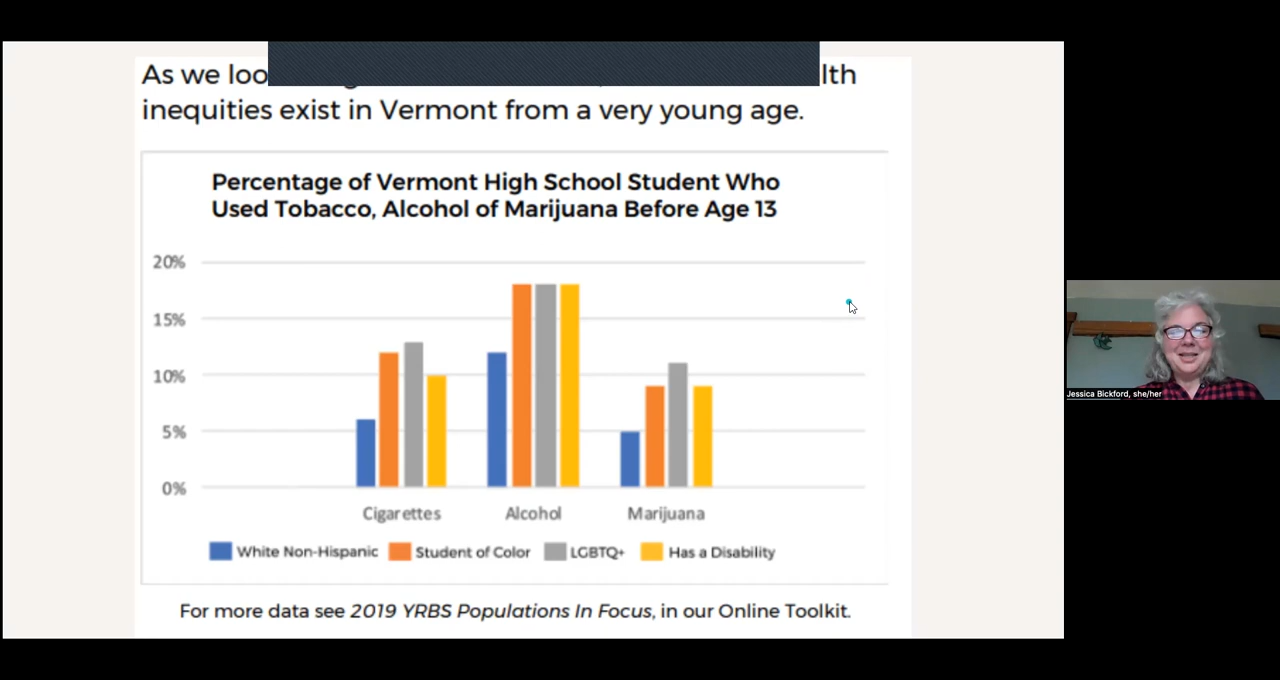 As we loo
lth
inequities exist in Vermont from a very young age.
Percentage of Vermont High School Student Who
Used Tobacco, Alcohol of Marijuana Before Age 13
20%
15%
10%
5%
0%
Cigarettes
Alcohol
Marijuana
White Non-Hispanic
Student of Color
LGBTQ+
Has a Disability
For more data see 2019 YRBS Populations In Focus, in our Online Toolkit.
Jessica Bickford, she/her